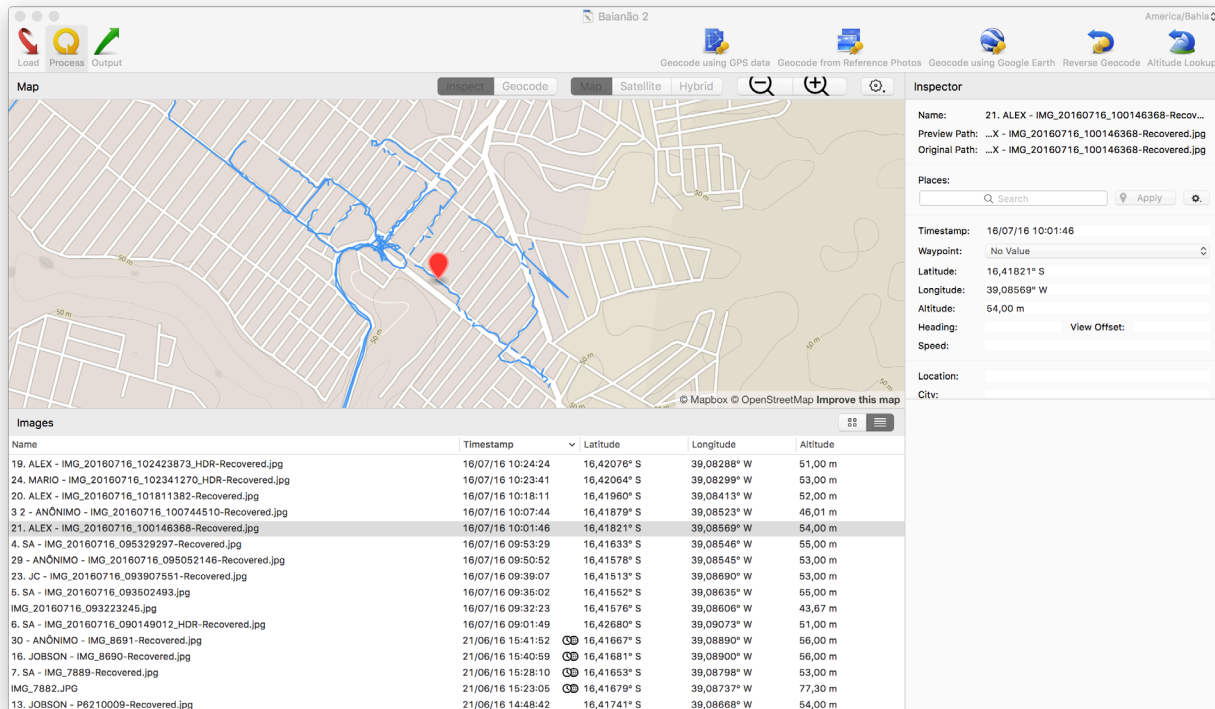 Baianão 2
America/Bahia
Load Process Output
Geocode using GPS data Geocode from Reference Photos Geocode using Google Earth Reverse Geocode Altitude Lookup
Map Inspect Geocode Map Satellite Hybrid
50 m
50 m
50 m
50 m
50 m
50 m
50 m
50 m
© Mapbox © OpenStreetMap Improve this map
Inspector
Name: 21. ALEX - IMG_20160716_100146368-Recov...
Preview Path: ...X - IMG_20160716_100146368-Recovered.jpg
Original Path: ...X - IMG_20160716_100146368-Recovered.jpg
Places:
Search Apply
Timestamp: 16/07/16 10:01:46
Waypoint: No Value
Latitude: 16,41821° S
Longitude: 39,08569° W
Altitude: 54,00 m
Heading: View Offset:
Speed:
Location:
City:
Images
Name Timestamp Latitude Longitude Altitude
19. ALEX - IMG_20160716_102423873_HDR-Recovered.jpg 16/07/16 10:24:24 16,42076° S 39,08288° W 51,00 m
24. MARIO - IMG_20160716_102341270_HDR-Recovered.jpg 16/07/16 10:23:41 16,42064° S 39,08299° W 53,00 m
20. ALEX - IMG_20160716_101811382-Recovered.jpg 16/07/16 10:18:11 16,41960° S 39,08413° W 52,00 m
3 2 - ANÔNIMO - IMG_20160716_100744510-Recovered.jpg 16/07/16 10:07:44 16,41879° S 39,08523° W 46,01 m
21. ALEX - IMG_20160716_100146368-Recovered.jpg 16/07/16 10:01:46 16,41821° S 39,08569° W 54,00 m
4. SA - IMG_20160716_095329297-Recovered.jpg 16/07/16 09:53:29 16,41633° S 39,08546° W 55,00 m
29 - ANÔNIMO - IMG_20160716_095052146-Recovered.jpg 16/07/16 09:50:52 16,41578° S 39,08545° W 53,00 m
23. JC - IMG_20160716_093907551-Recovered.jpg 16/07/16 09:39:07 16,41513° S 39,08690° W 53,00 m
5. SA - IMG_20160716_093502493.jpg 16/07/16 09:35:02 16,41552° S 39,08635° W 55,00 m
IMG_20160716_093223245.jpg 16/07/16 09:32:23 16,41576° S 39,08606° W 43,67 m
6. SA - IMG_20160716_090149012_HDR-Recovered.jpg 16/07/16 09:01:49 16,42680° S 39,09073° W 51,00 m
30 - ANÔNIMO - IMG_8691-Recovered.jpg 21/06/16 15:41:52 16,41667° S 39,08890° W 56,00 m
16. JOBSON - IMG_8690-Recovered.jpg 21/06/16 15:40:59 16,41681° S 39,08900° W 56,00 m
7. SA - IMG_7889-Recovered.jpg 21/06/16 15:28:10 16,41653° S 39,08798° W 53,00 m
IMG_7882.JPG 21/06/16 15:23:05 16,41679° S 39,08737° W 77,30 m
13. JOBSON - P6210009-Recovered.jpg 21/06/16 14:48:42 16,41741° S 39,08668° W 54,00 m